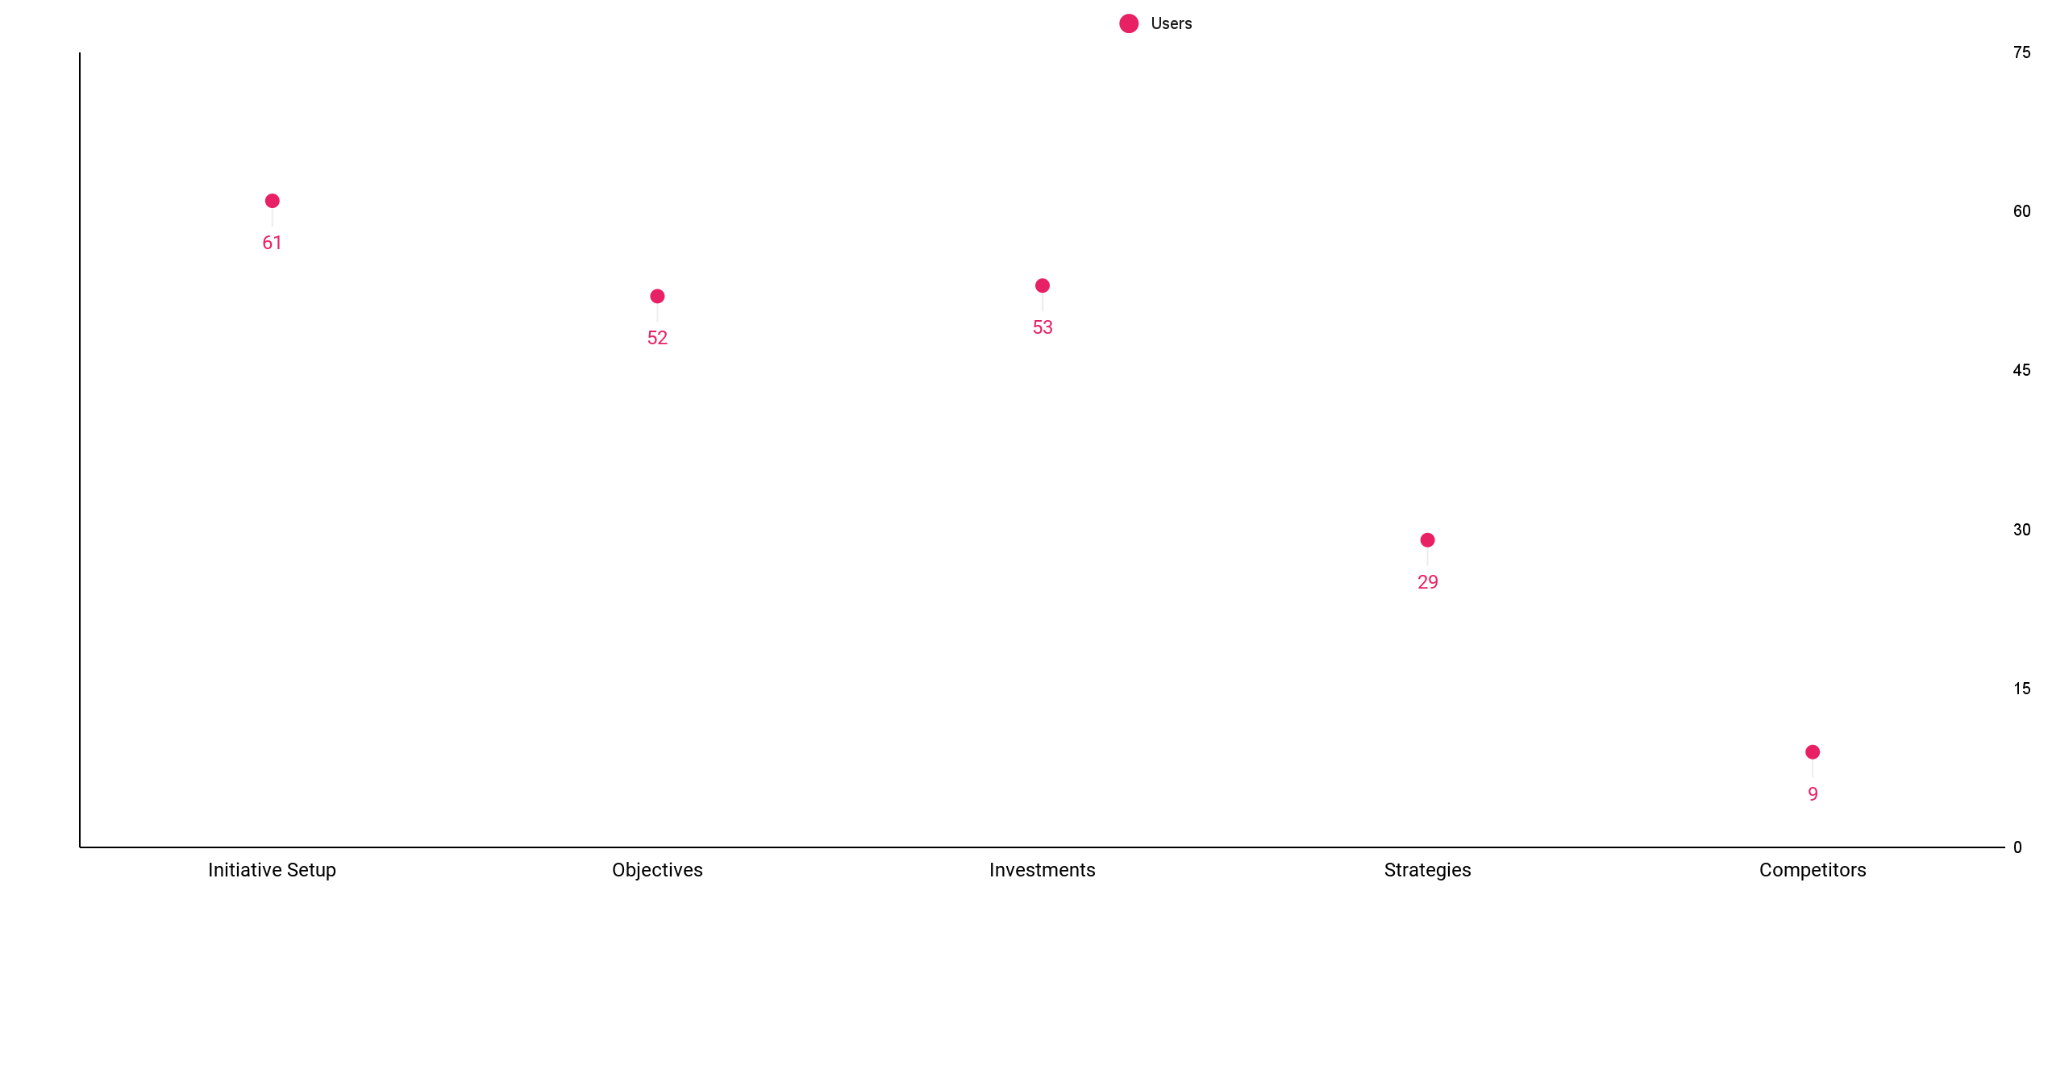 Users
75
60
45
30
15
0
61
52
53
29
9
Initiative Setup
Objectives
Investments
Strategies
Competitors